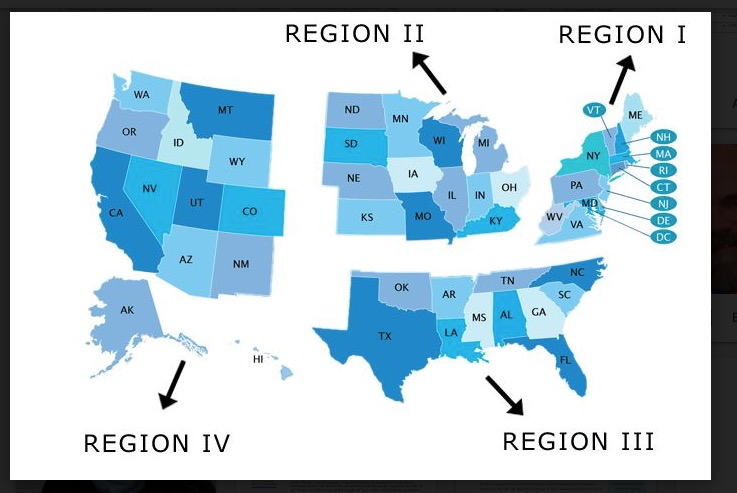 REGION II
REGION I
WA
MT
OR
ID
WY
NV
UT
CO
CA
AZ
NM
AK
HI
REGION IV
ND
MN
SD
WI
MI
NE
IA
IL
IN
OH
KS
MO
KY
VT
ME
NH
MA
NY
RI
CT
PA
NJ
MD
DE
WV
VA
DC
OK
TN
NC
AR
SC
TX
MS
AL
GA
LA
FL
REGION III